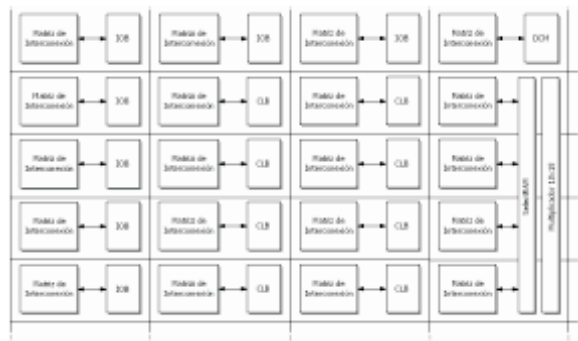 Matriz de
Interconexión
IOB
Matriz de
Interconexión
IOB
Matriz de
Interconexión
IOB
Matriz de
Interconexión
DCM
Matriz de
Interconexión
IOB
Matriz de
Interconexión
CLB
Matriz de
Interconexión
CLB
Matriz de
Interconexión
Matriz de
Interconexión
IOB
Matriz de
Interconexión
CLB
Matriz de
Interconexión
CLB
Matriz de
Interconexión
Matriz de
Interconexión
IOB
Matriz de
Interconexión
CLB
Matriz de
Interconexión
CLB
Matriz de
Interconexión
Matriz de
Interconexión
IOB
Matriz de
Interconexión
CLB
Matriz de
Interconexión
CLB
Matriz de
Interconexión
SelectRAM
Multiplicador 18x18